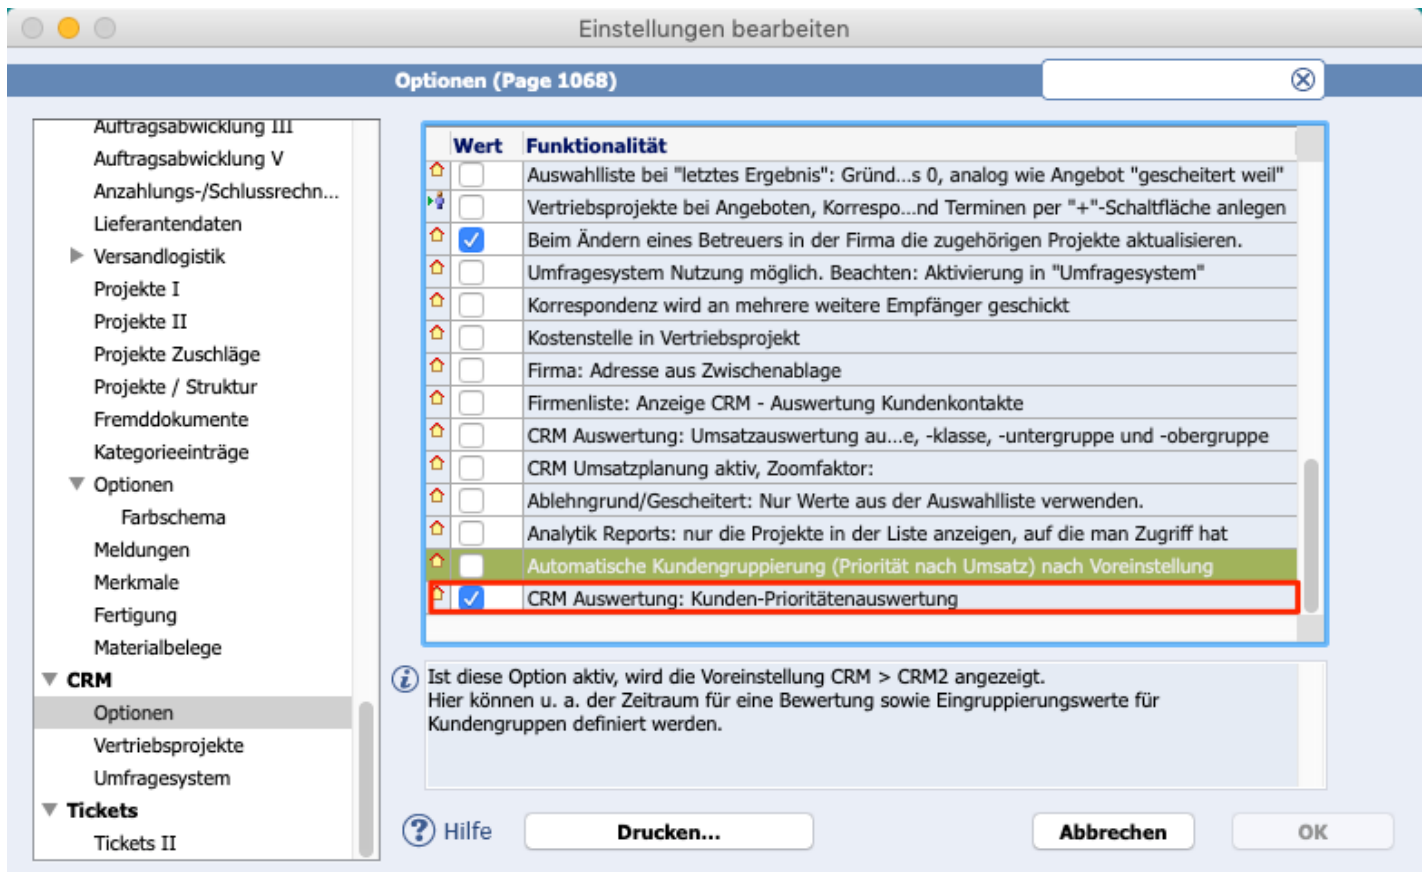 Einstellungen bearbeiten
Optionen (Page 1068)
Auftragsabwicklung III
Auftragsabwicklung V
Anzahlungs-/Schlussrechn...
Lieferantendaten
Versandlogistik
Projekte I
Projekte II
Projekte Zuschläge
Projekte / Struktur
Fremddokumente
Kategorieeinträge
Optionen
Farbschema
Meldungen
Merkmale
Fertigung
Materialbelege
CRM
Optionen
Vertriebsprojekte
Umfragesystem
Tickets
Tickets II
Wert Funktionalität
Auswahlliste bei "letztes Ergebnis": Gründ...s 0, analog wie Angebot "gescheitert weil"
Vertriebsprojekte bei Angeboten, Korrespo...nd Terminen per "+"-Schaltfläche anlegen
Beim Ändern eines Betreuers in der Firma die zugehörigen Projekte aktualisieren.
Umfragesystem Nutzung möglich. Beachten: Aktivierung in "Umfragesystem"
Korrespondenz wird an mehrere weitere Empfänger geschickt
Kostenstelle in Vertriebsprojekt
Firma: Adresse aus Zwischenablage
Firmenliste: Anzeige CRM - Auswertung Kundenkontakte
CRM Auswertung: Umsatzauswertung au...e, -klasse, -untergruppe und -obergruppe
CRM Umsatzplanung aktiv, Zoomfaktor:
Ablehngrund/Gescheitert: Nur Werte aus der Auswahlliste verwenden.
Analytik Reports: nur die Projekte in der Liste anzeigen, auf die man Zugriff hat
Automatische Kundengruppierung (Priorität nach Umsatz) nach Voreinstellung
CRM Auswertung: Kunden-Prioritätenauswertung
Ist diese Option aktiv, wird die Voreinstellung CRM > CRM2 angezeigt.
Hier können u. a. der Zeitraum für eine Bewertung sowie Eingruppierungswerte für
Kundengruppen definiert werden.
? Hilfe
Drucken...
Abbrechen
OK